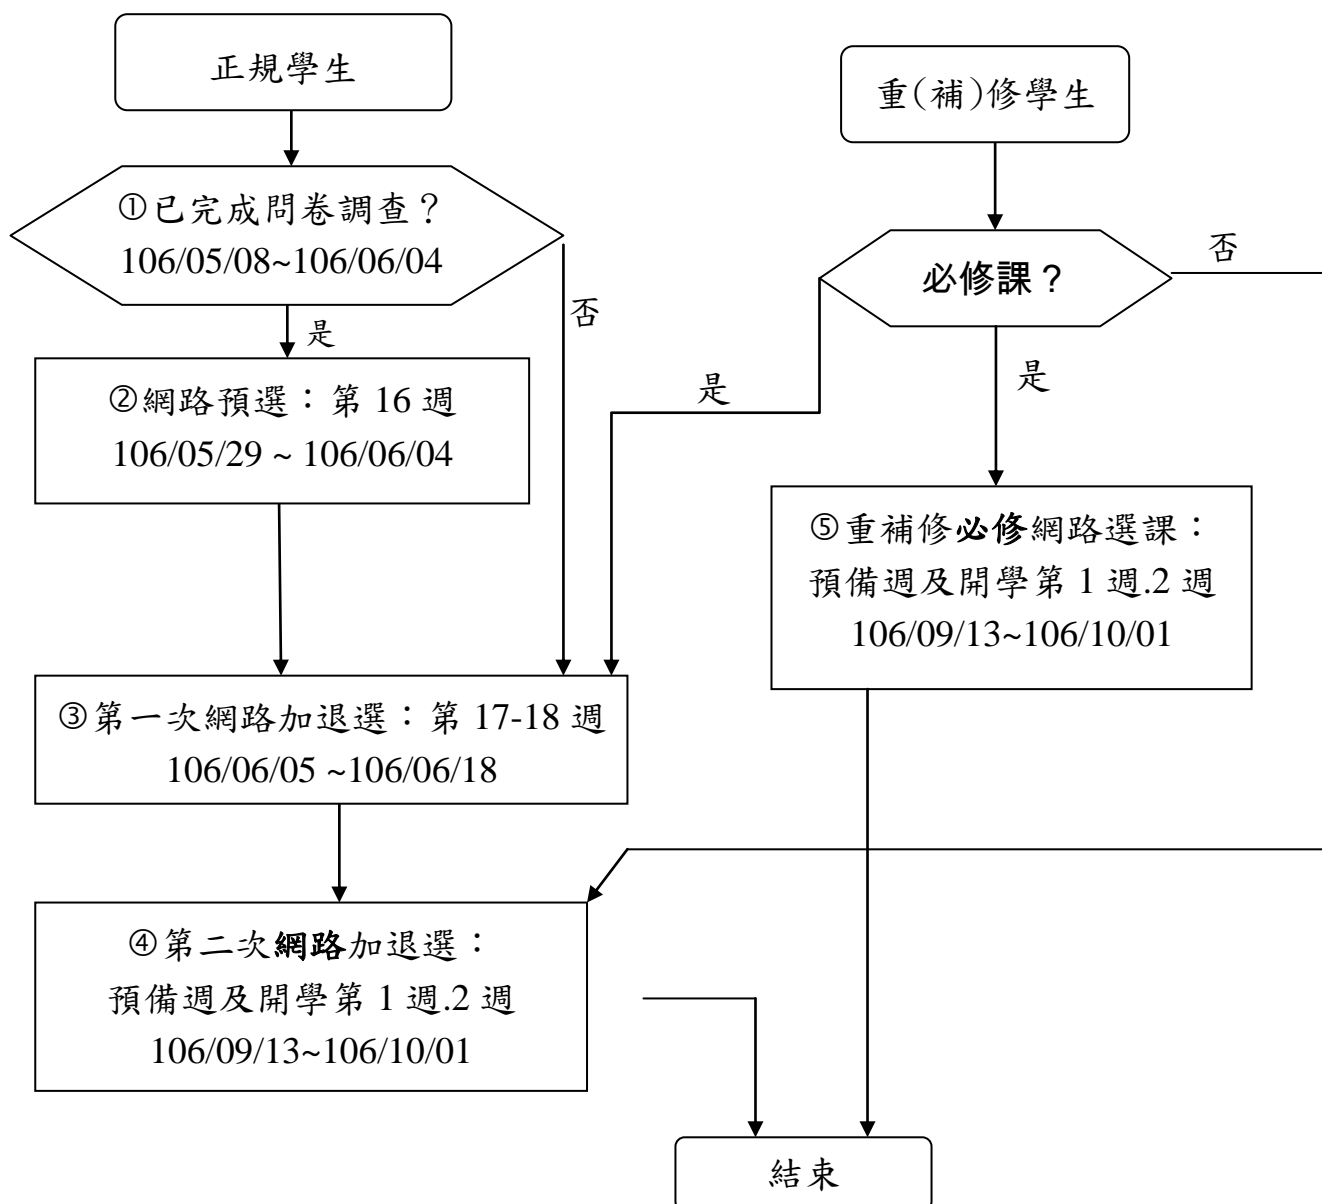 正規學生
①已完成問卷調查？
106/05/08~106/06/04
是
否
②網路預選：第 16 週
106/05/29 ~ 106/06/04
③第一次網路加退選：第 17-18 週
106/06/05 ~106/06/18
④第二次網路加退選：
預備週及開學第 1 週.2 週
106/09/13~106/10/01
重(補)修學生
必修課？
否
是
是
⑤重補修必修網路選課：
預備週及開學第 1 週.2 週
106/09/13~106/10/01
結束